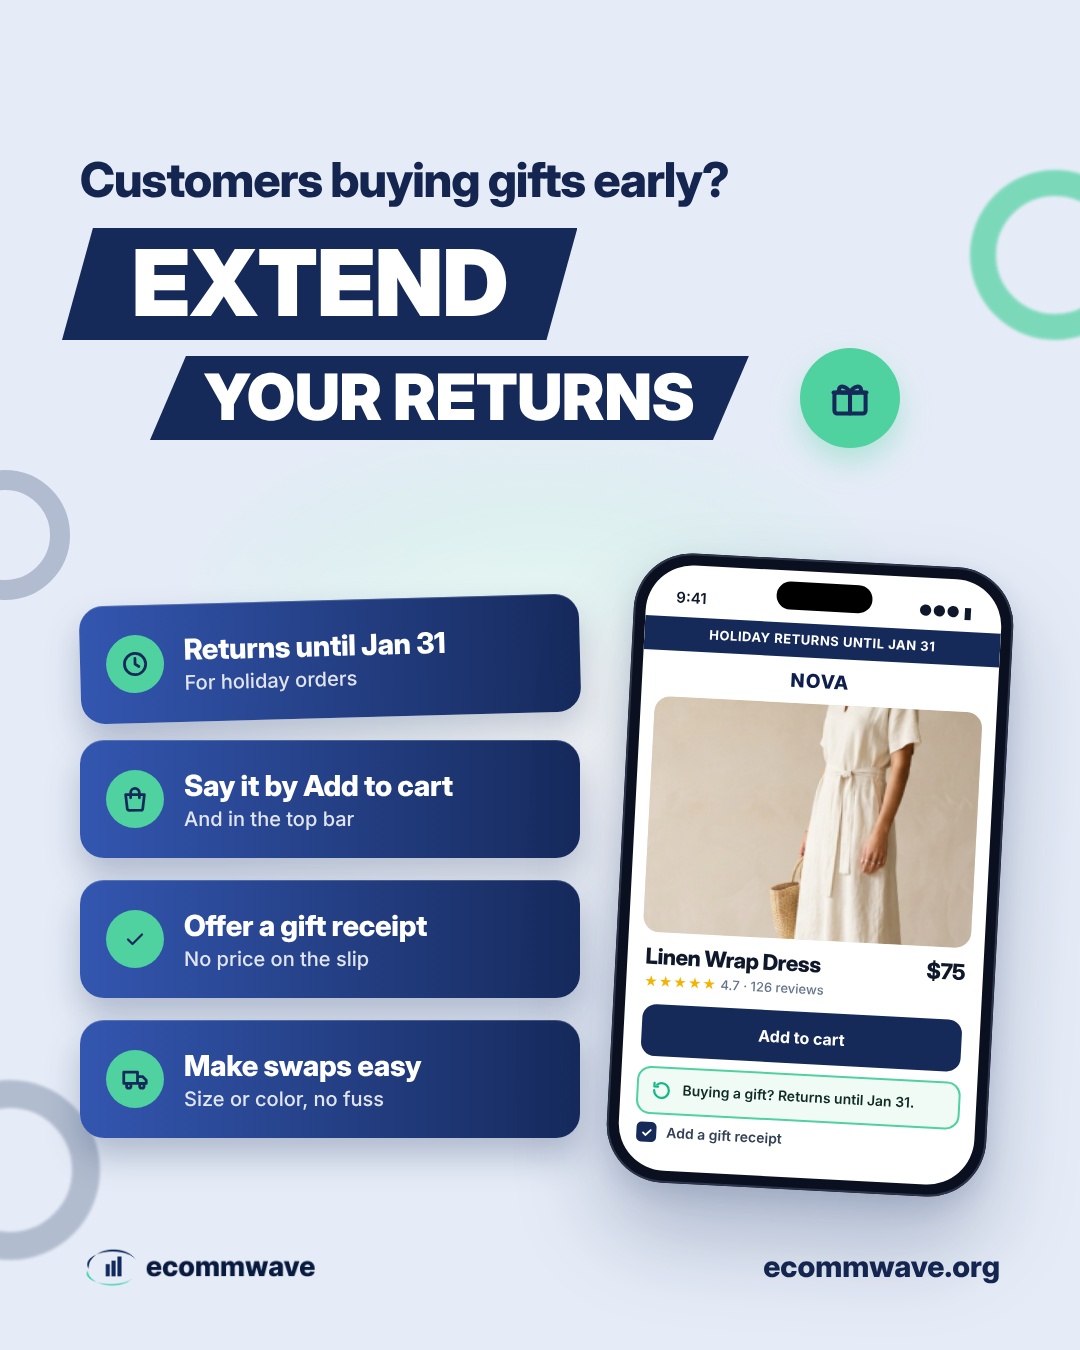 Customers buying gifts early?
EXTEND
YOUR RETURNS
Returns until Jan 31
For holiday orders
Say it by Add to cart
And in the top bar
Offer a gift receipt
No price on the slip
Make swaps easy
Size or color, no fuss
9:41
HOLIDAY RETURNS UNTIL JAN 31
NOVA
Linen Wrap Dress
$75
★★★★★ 4.7 · 126 reviews
Add to cart
Buying a gift? Returns until Jan 31.
Add a gift receipt
ecommwave
ecommwave.org